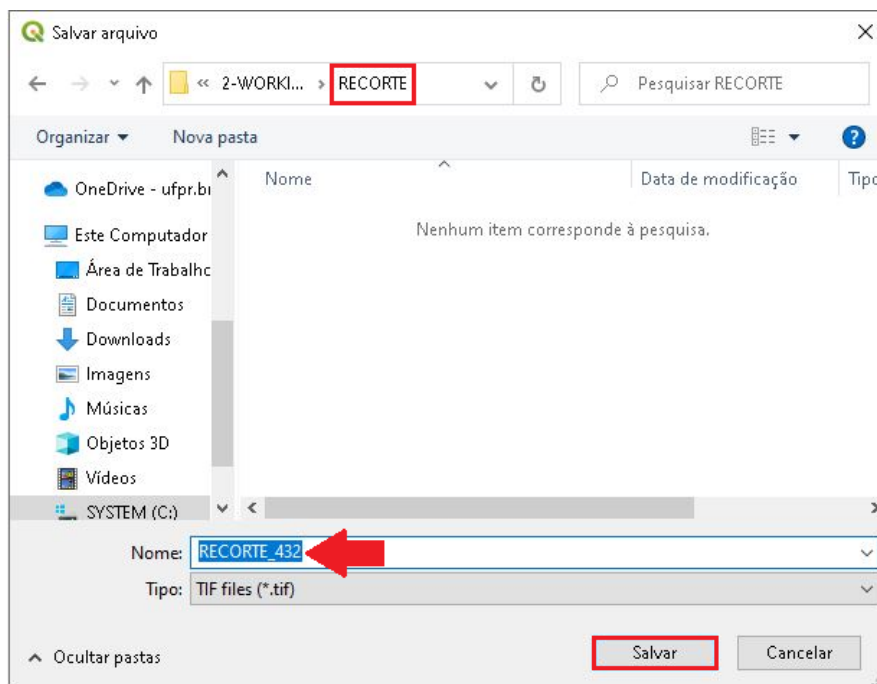 Salvar arquivo
« 2-WORKI... › RECORTE
Pesquisar RECORTE
Organizar
Nova pasta
?
Nome
Data de modificação
Tipo
OneDrive - ufpr.br
Nenhum item corresponde à pesquisa.
Este Computador
Área de Trabalho
Documentos
Downloads
Imagens
Músicas
Objetos 3D
Vídeos
SYSTEM (C:)
Nome: RECORTE_432
Tipo: TIF files (*.tif)
Ocultar pastas
Salvar
Cancelar